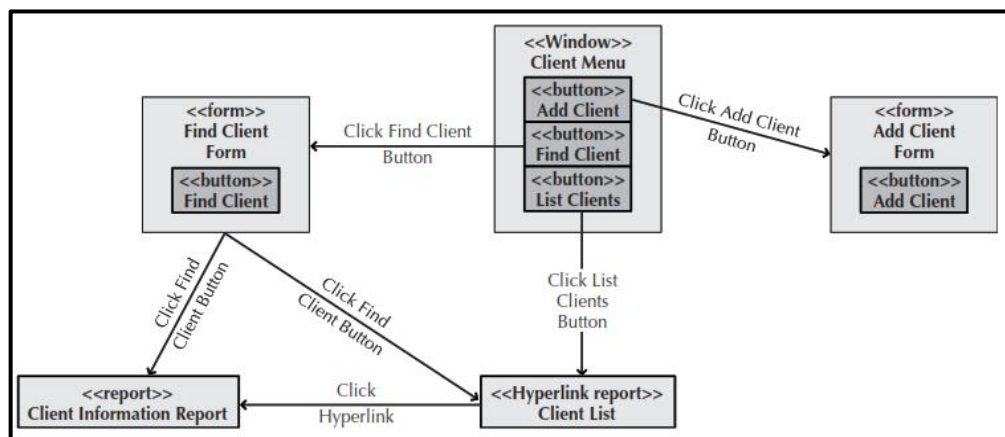 <<Window>>
Client Menu
<<button>>
Add Client
<<button>>
Find Client
<<button>>
List Clients
<<form>>
Find Client
Form
<<button>>
Find Client
Click Find Client
Button
Click Add Client
Button
<<form>>
Add Client
Form
<<button>>
Add Client
Click Find
Client Button
Click Find
Client Button
Click List
Clients
Button
<<report>>
Client Information Report
Click
Hyperlink
<<Hyperlink report>>
Client List